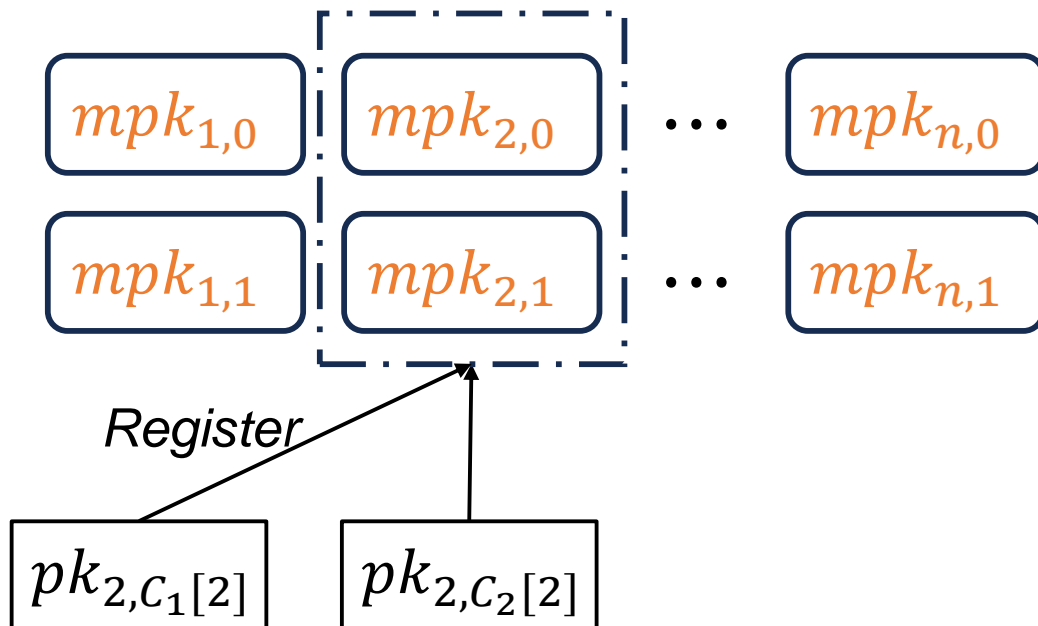 mpk_{1,0} mpk_{2,0} ... mpk_{n,0}
mpk_{1,1} mpk_{2,1} ... mpk_{n,1}
Register
pk_{2,C_1[2]} pk_{2,C_2[2]}